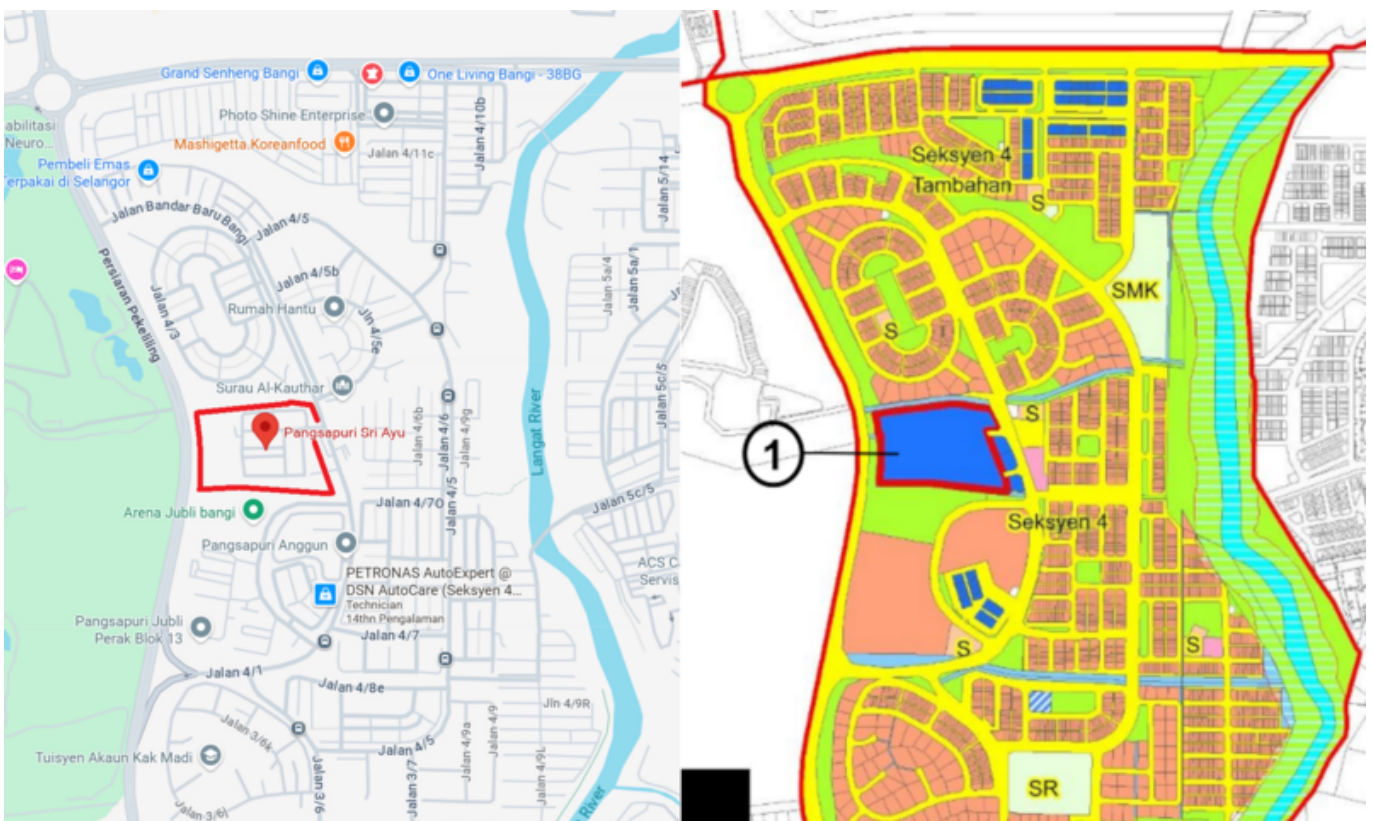 Grand Senheng Bangi
One Living Bangi - 38BG
Photo Shine Enterprise
Mashigetta Koreanfood
Jalan 4/11c
Jalan 4/10b
abilitasi
Neuro...
Pembeli Emas
Terpakai di Selangor
Jalan 5/14
Jalan Bandar Baru Bangi
Jalan 4/5
Persiaran Pekeliling
Jalan 4/5b
Jalan 4/3
Rumah Hantu
Jln 4/5e
Jalan 5a/4
Jalan 5a/1
Surau Al-Kauthar
Pangsapuri Sri Ayu
Jalan 4/6b
Jalan 4/6
Jalan 4/9g
Langat River
Jalan 5c/5
Arena Jubli bangi
Jalan 4/7O
Jalan 4/5
Jalan 5c/5
Pangsapuri Anggun
PETRONAS AutoExpert @
DSN AutoCare (Seksyen 4...
Technician
14thn Pengalaman
ACS C
Servis
Pangsapuri Jubli
Perak Blok 13
Jalan 4/7
Jalan 4/1
Jalan 4/8e
Jln 4/9R
Jalan 3/6k
Jalan 4/5
Jalan 4/9a
Jalan 4/9
Jalan 4/9L
Tuisyen Akaun Kak Madi
Jalan 3/6
Jalan 3/7
Jalan 3/6j
River
Seksyen 4
Tambahan
S
SMK
S
S
1
Seksyen 4
S
S
SR